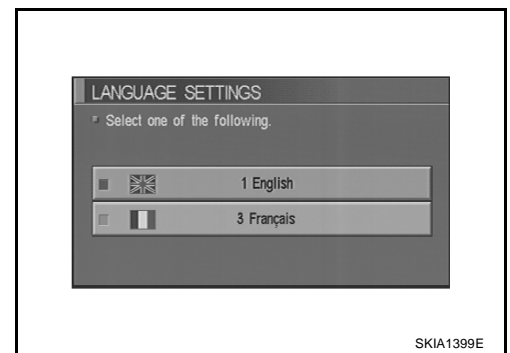 LANGUAGE SETTINGS
Select one of the following.
1 English
3 Français
SKIA1399E